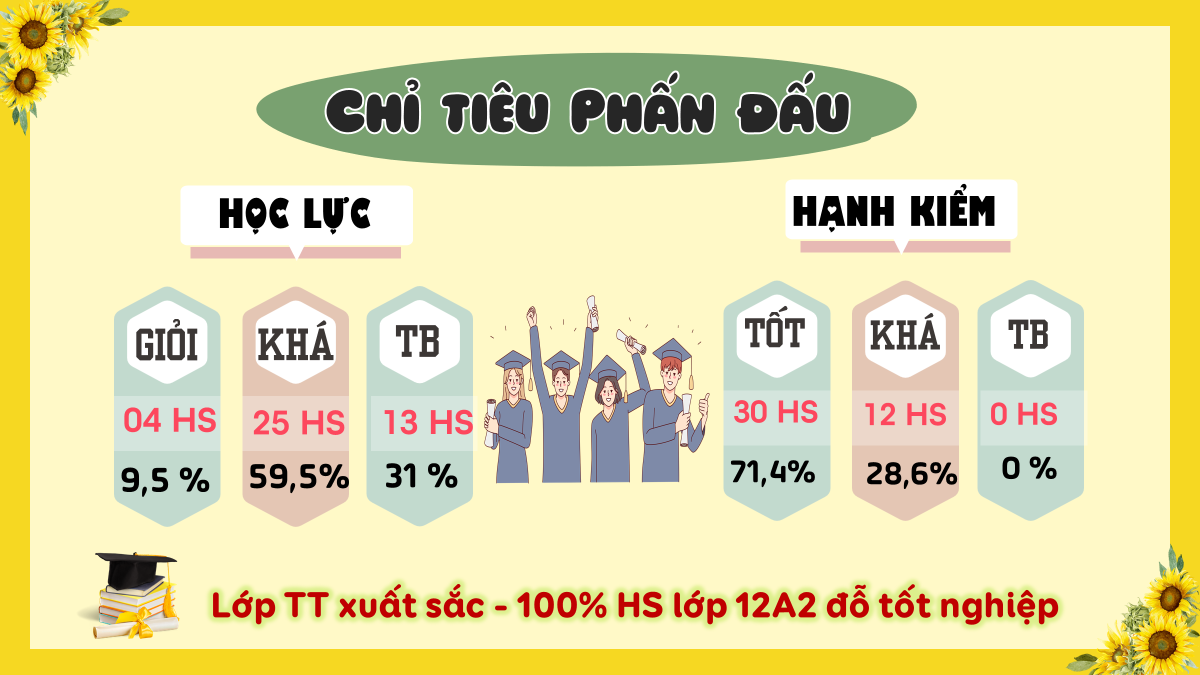 CHỈ TIÊU PHẤN ĐẤU
HỌC LỰC
GIỎI KHÁ TB
04 HS 25 HS 13 HS
9,5 % 59,5% 31 %
HẠNH KIỂM
TỐT KHÁ TB
30 HS 12 HS 0 HS
71,4% 28,6% 0 %
Lớp TT xuất sắc - 100% HS lớp 12A2 đỗ tốt nghiệp